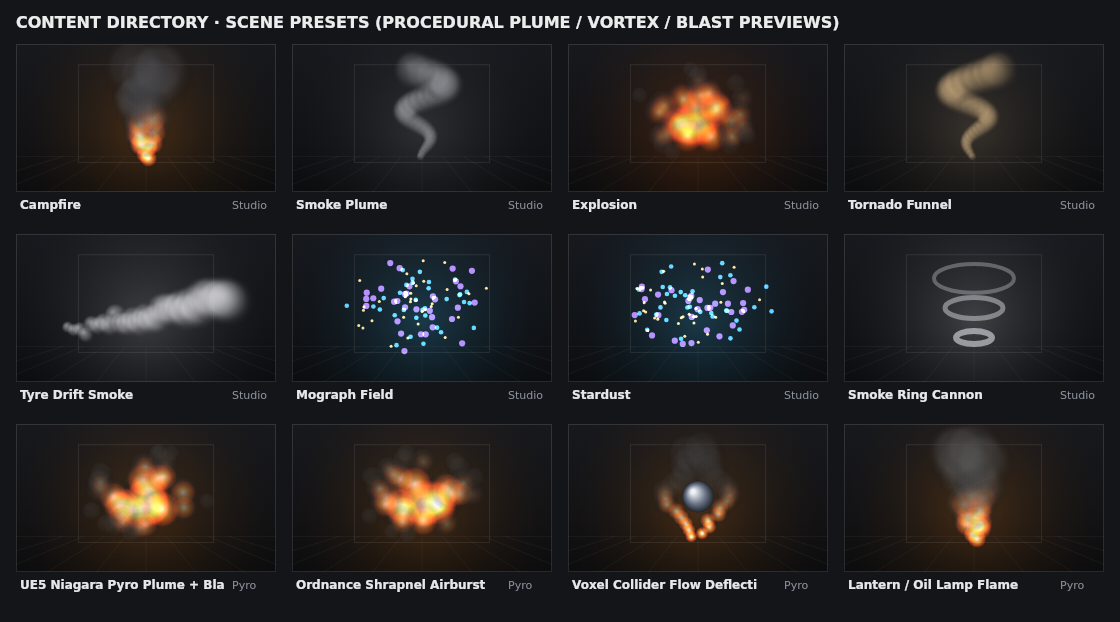 CONTENT DIRECTORY · SCENE PRESETS (PROCEDURAL PLUME / VORTEX / BLAST PREVIEWS)
Campfire Studio
Smoke Plume Studio
Explosion Studio
Tornado Funnel Studio
Tyre Drift Smoke Studio
Mograph Field Studio
Stardust Studio
Smoke Ring Cannon Studio
UE5 Niagara Pyro Plume + Bla Pyro
Ordnance Shrapnel Airburst Pyro
Voxel Collider Flow Deflecti Pyro
Lantern / Oil Lamp Flame Pyro